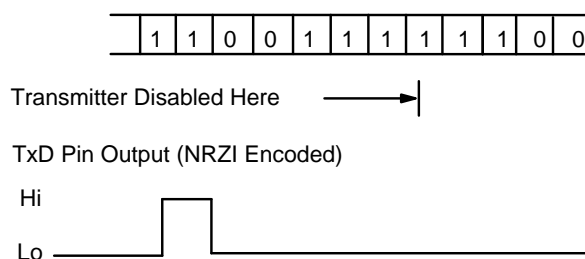 1 1 0 0 1 1 1 1 1 1 0 0
Transmitter Disabled Here
TxD Pin Output (NRZI Encoded)
Hi
Lo